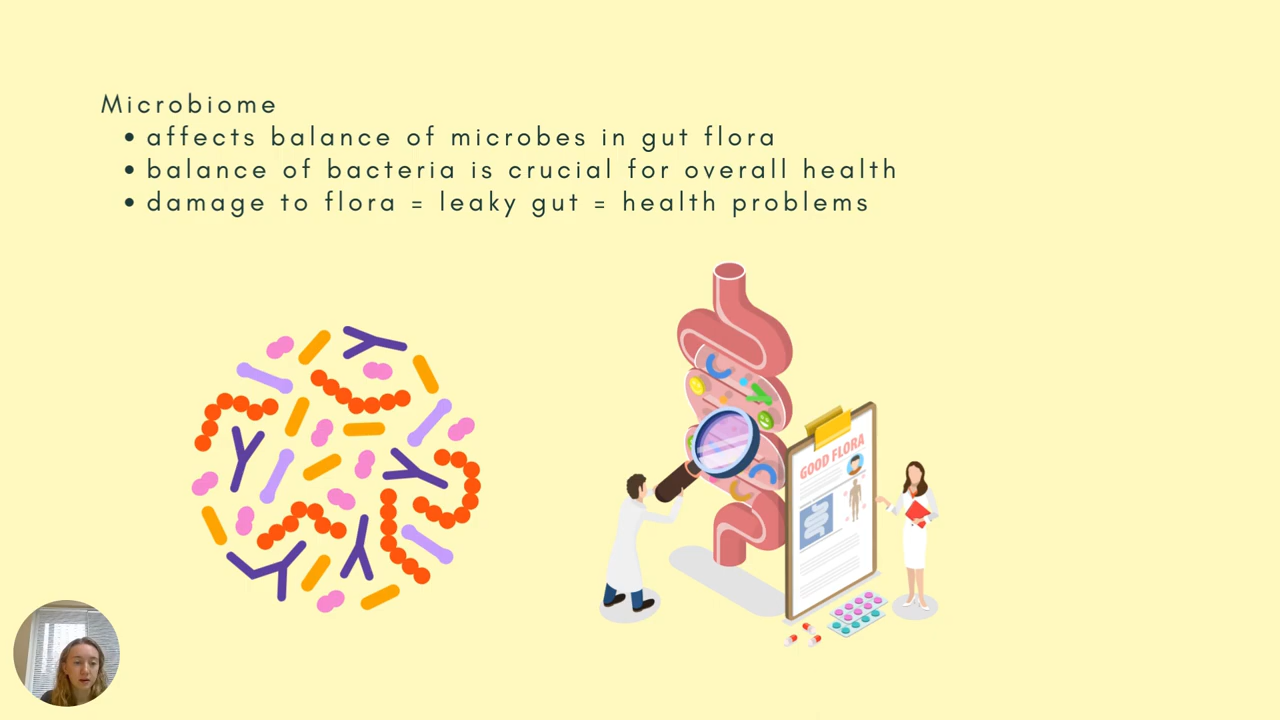 Microbiome
• affects balance of microbes in gut flora
• balance of bacteria is crucial for overall health
• damage to flora = leaky gut = health problems
GOOD FLORA